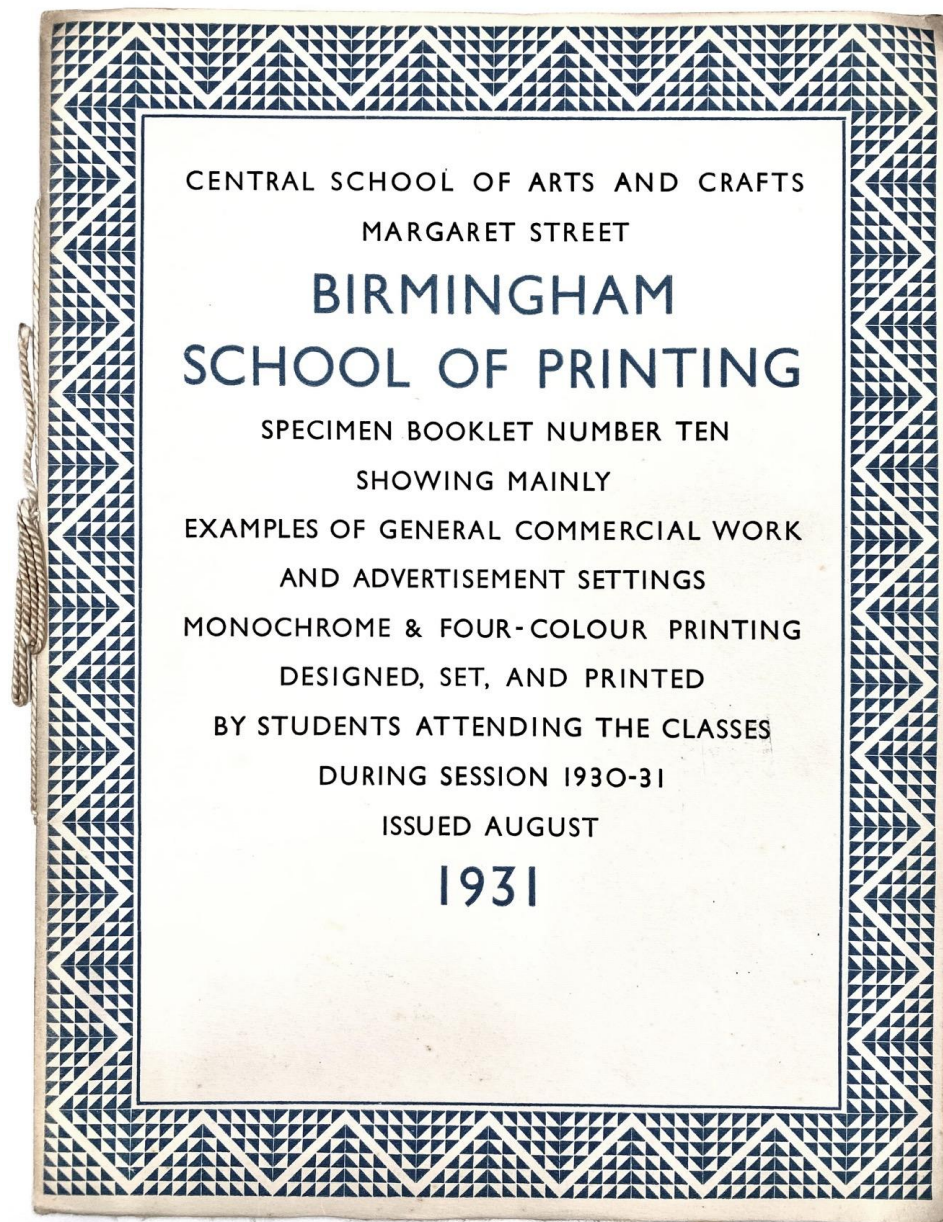 CENTRAL SCHOOL OF ARTS AND CRAFTS
MARGARET STREET
BIRMINGHAM
SCHOOL OF PRINTING
SPECIMEN BOOKLET NUMBER TEN
SHOWING MAINLY
EXAMPLES OF GENERAL COMMERCIAL WORK
AND ADVERTISEMENT SETTINGS
MONOCHROME & FOUR-COLOUR PRINTING
DESIGNED, SET, AND PRINTED
BY STUDENTS ATTENDING THE CLASSES
DURING SESSION 1930-31
ISSUED AUGUST
1931